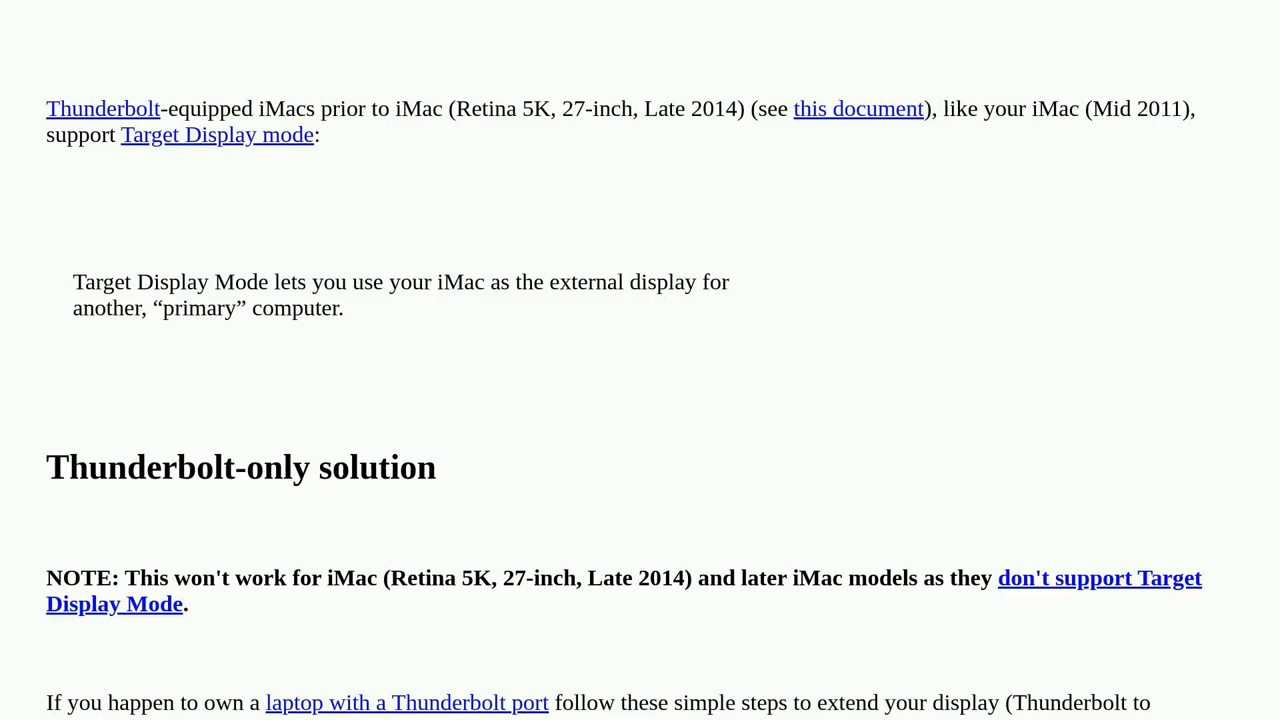 Thunderbolt-equipped iMacs prior to iMac (Retina 5K, 27-inch, Late 2014) (see this document), like your iMac (Mid 2011),
support Target Display mode:
Target Display Mode lets you use your iMac as the external display for
another, “primary” computer.
Thunderbolt-only solution
NOTE: This won't work for iMac (Retina 5K, 27-inch, Late 2014) and later iMac models as they don't support Target
Display Mode.
If you happen to own a laptop with a Thunderbolt port follow these simple steps to extend your display (Thunderbolt to